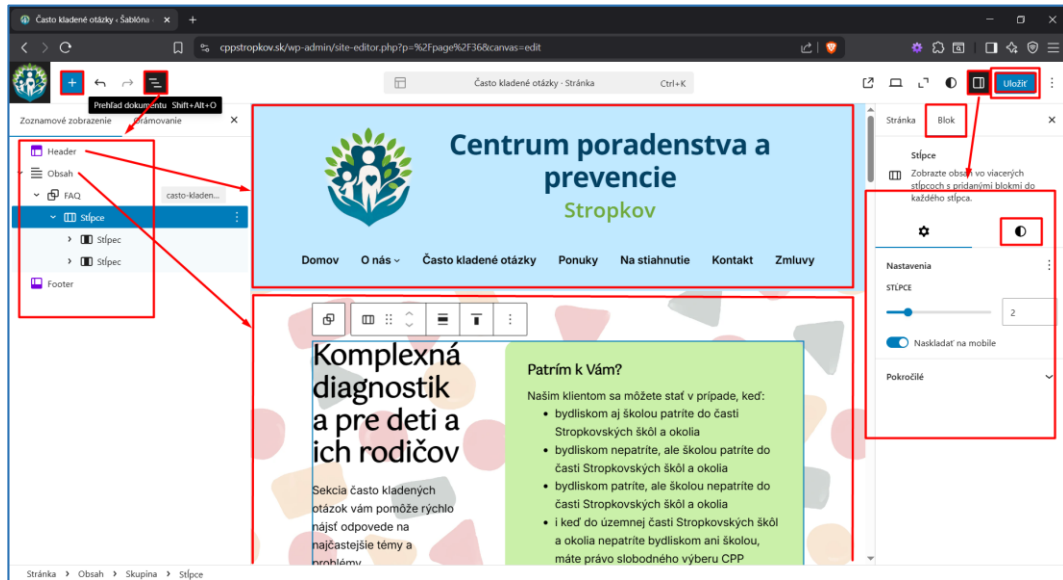 Často kladené otázky ‹ Šablóna ‹
cppstropkov.sk/wp-admin/site-editor.php?p=%2Fpage%2F36&canvas=edit
Často kladené otázky · Stránka
Ctrl+K
Uložiť
Prehľad dokumentu Shift+Alt+O
Zoznamové zobrazenie
Orámovanie
Header
Obsah
FAQ
casto-kladen...
Stĺpce
Stĺpec
Stĺpec
Footer
Centrum poradenstva a
prevencie
Stropkov
Domov O nás Často kladené otázky Ponuky Na stiahnutie Kontakt Zmluvy
Komplexná
diagnostik
a pre deti a
ich rodičov
Sekcia často kladených
otázok vám pomôže rýchlo
nájsť odpovede na
najčastejšie témy a
problémy
Patrím k Vám?
Našim klientom sa môžete stať v prípade, keď:
• bydliskom aj školou patríte do časti
Stropkovských škôl a okolia
• bydliskom nepatríte, ale školou patríte do
časti Stropkovských škôl a okolia
• bydliskom patríte, ale školou nepatríte do
časti Stropkovských škôl a okolia
• i keď do územnej časti Stropkovských škôl
a okolia nepatríte bydliskom ani školou,
máte právo slobodného výberu CPP
Stránka Blok
Stĺpce
Zobrazte obsah vo viacerých
stĺpcoch s pridanými blokmi do
každého stĺpca.
Nastavenia
STĹPCE
2
Naskladať na mobile
Pokročilé
Stránka › Obsah › Skupina › Stĺpce